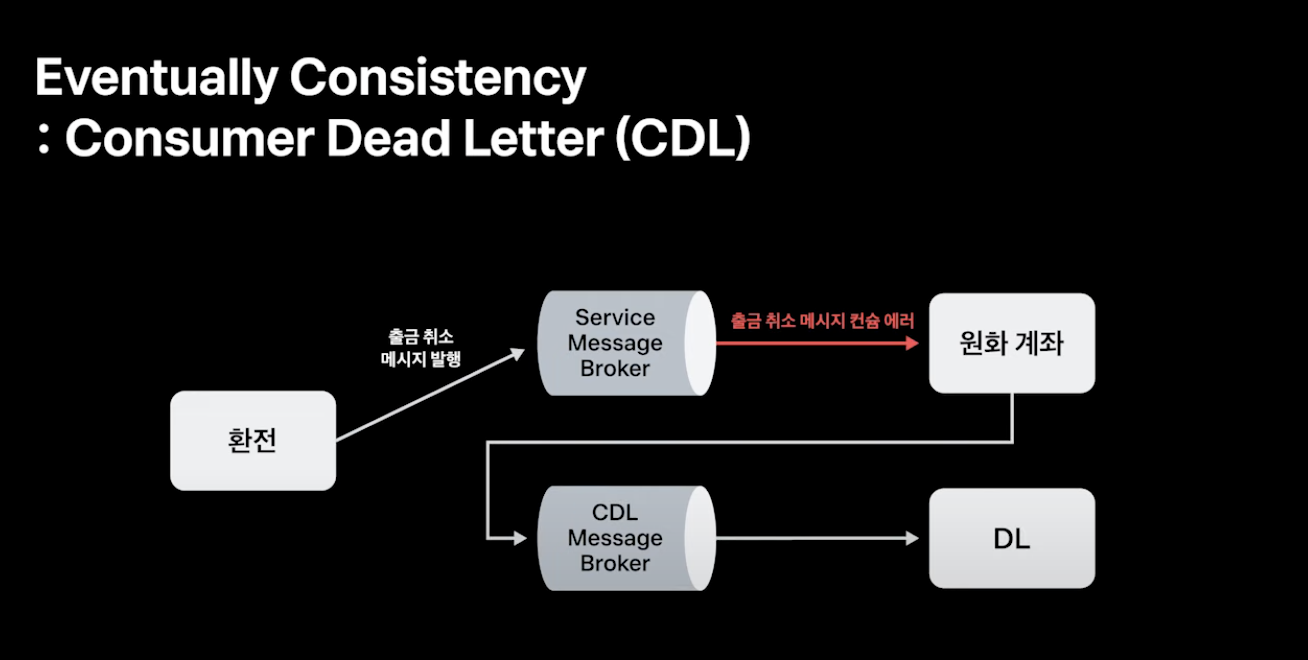 Eventually Consistency
: Consumer Dead Letter (CDL)
출금 취소
메시지 발행
Service
Message
Broker
출금 취소 메시지 컨슘 에러
원화 계좌
환전
CDL
Message
Broker
DL